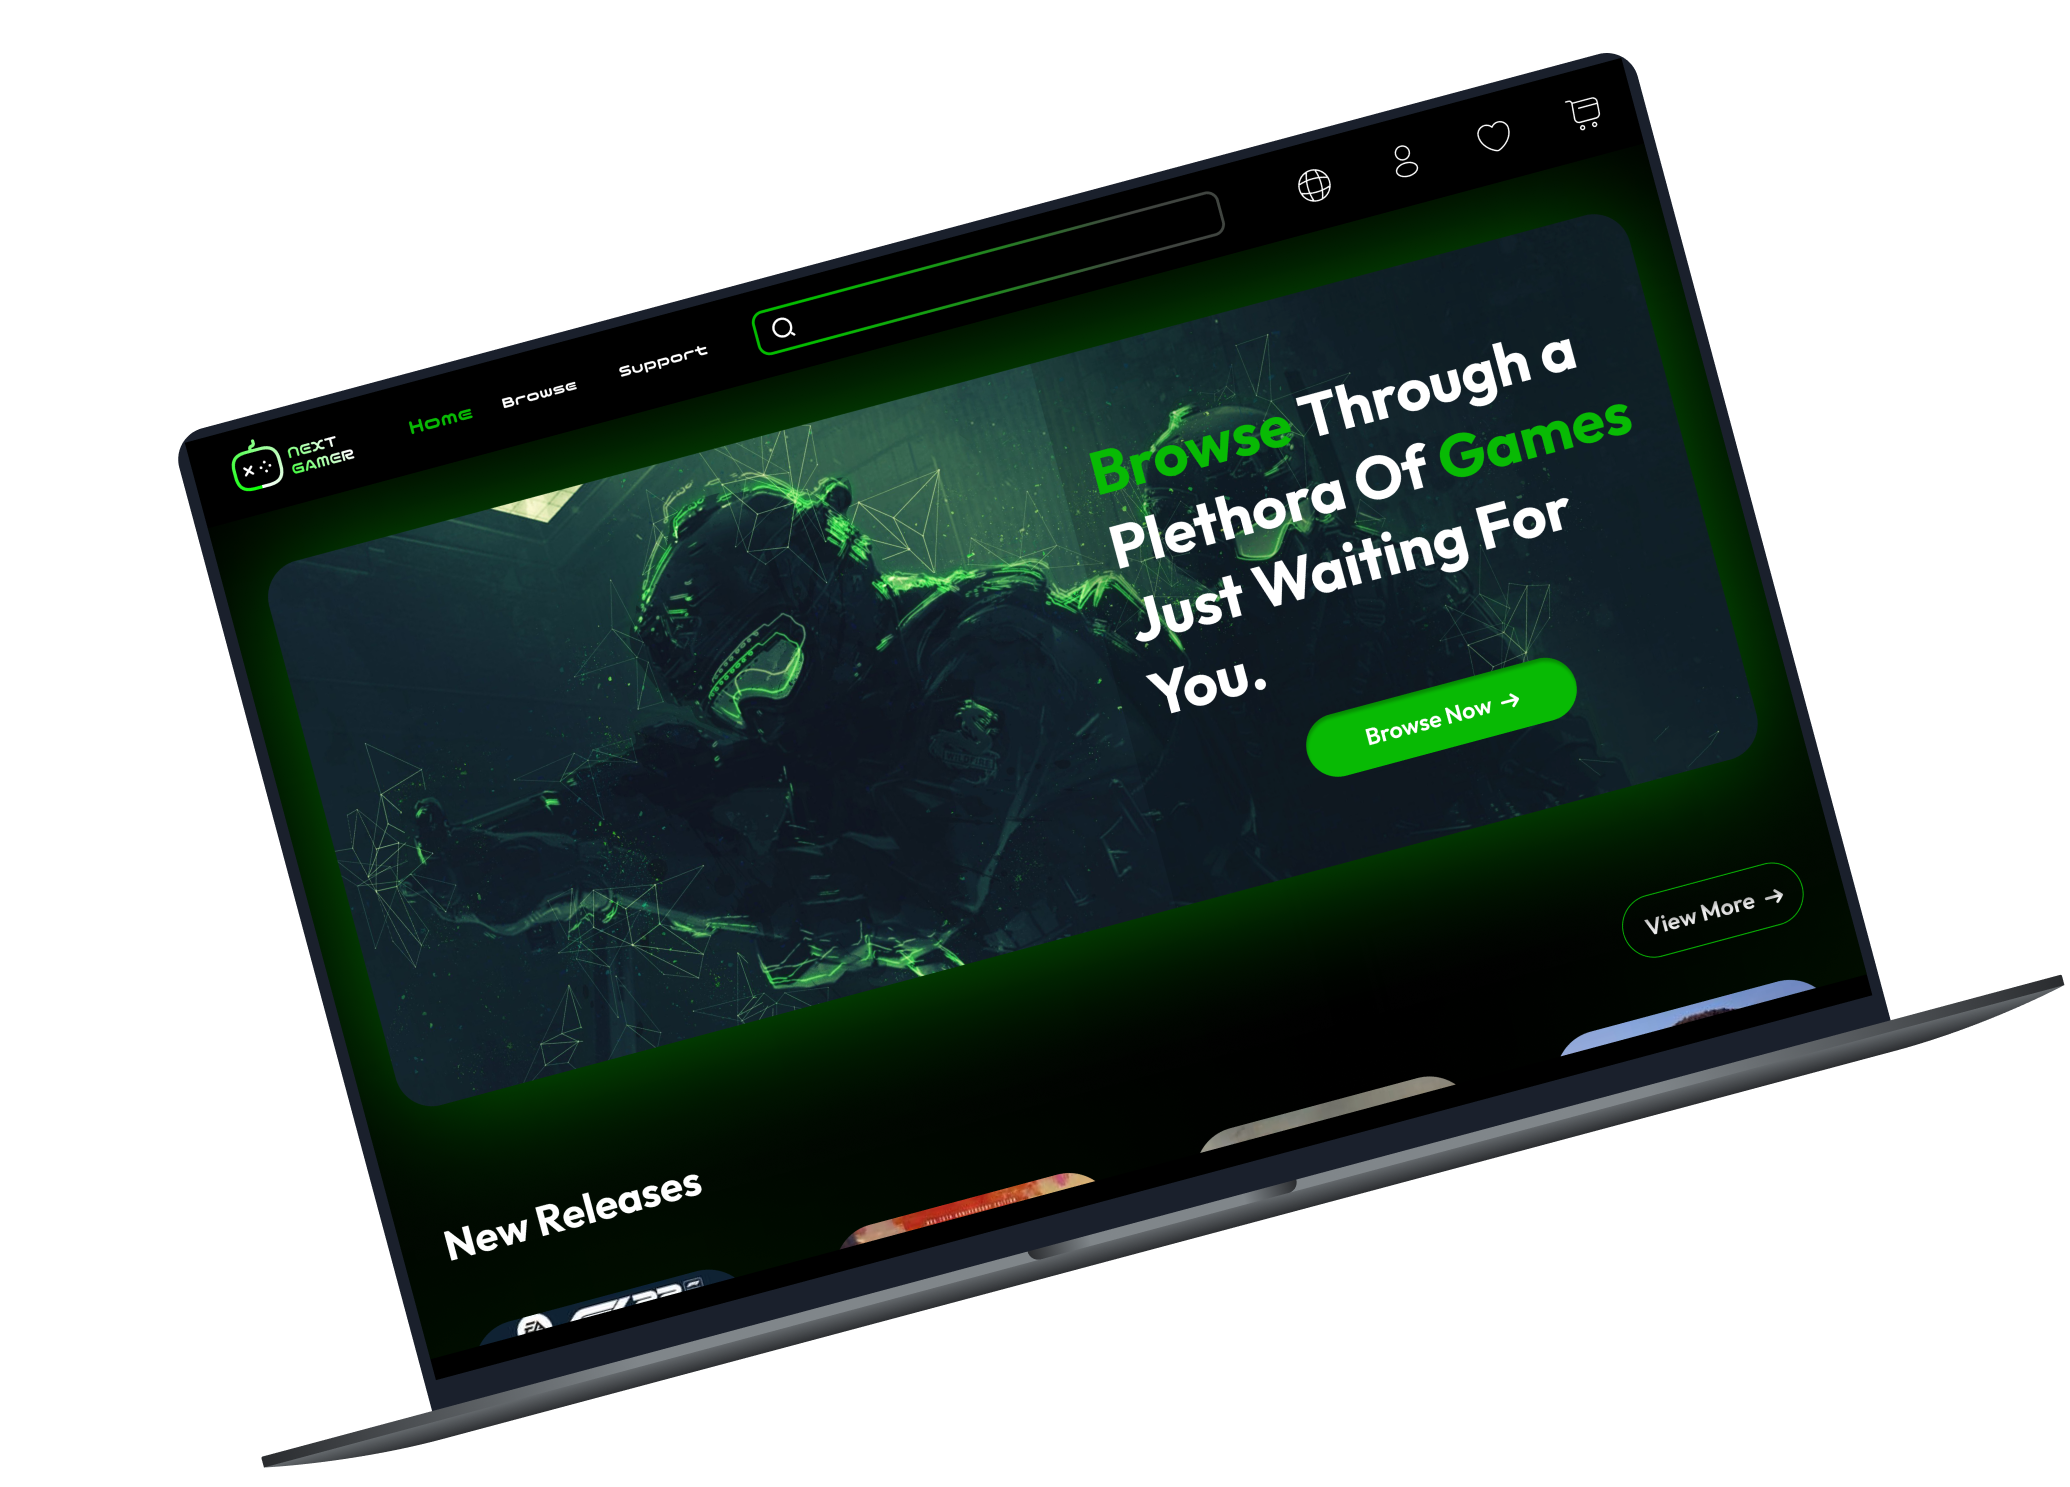 NEXT
GAMER
Home
Browse
Support
Browse Through a
Plethora Of Games
Just Waiting For
You.
Browse Now →
View More →
New Releases
EA